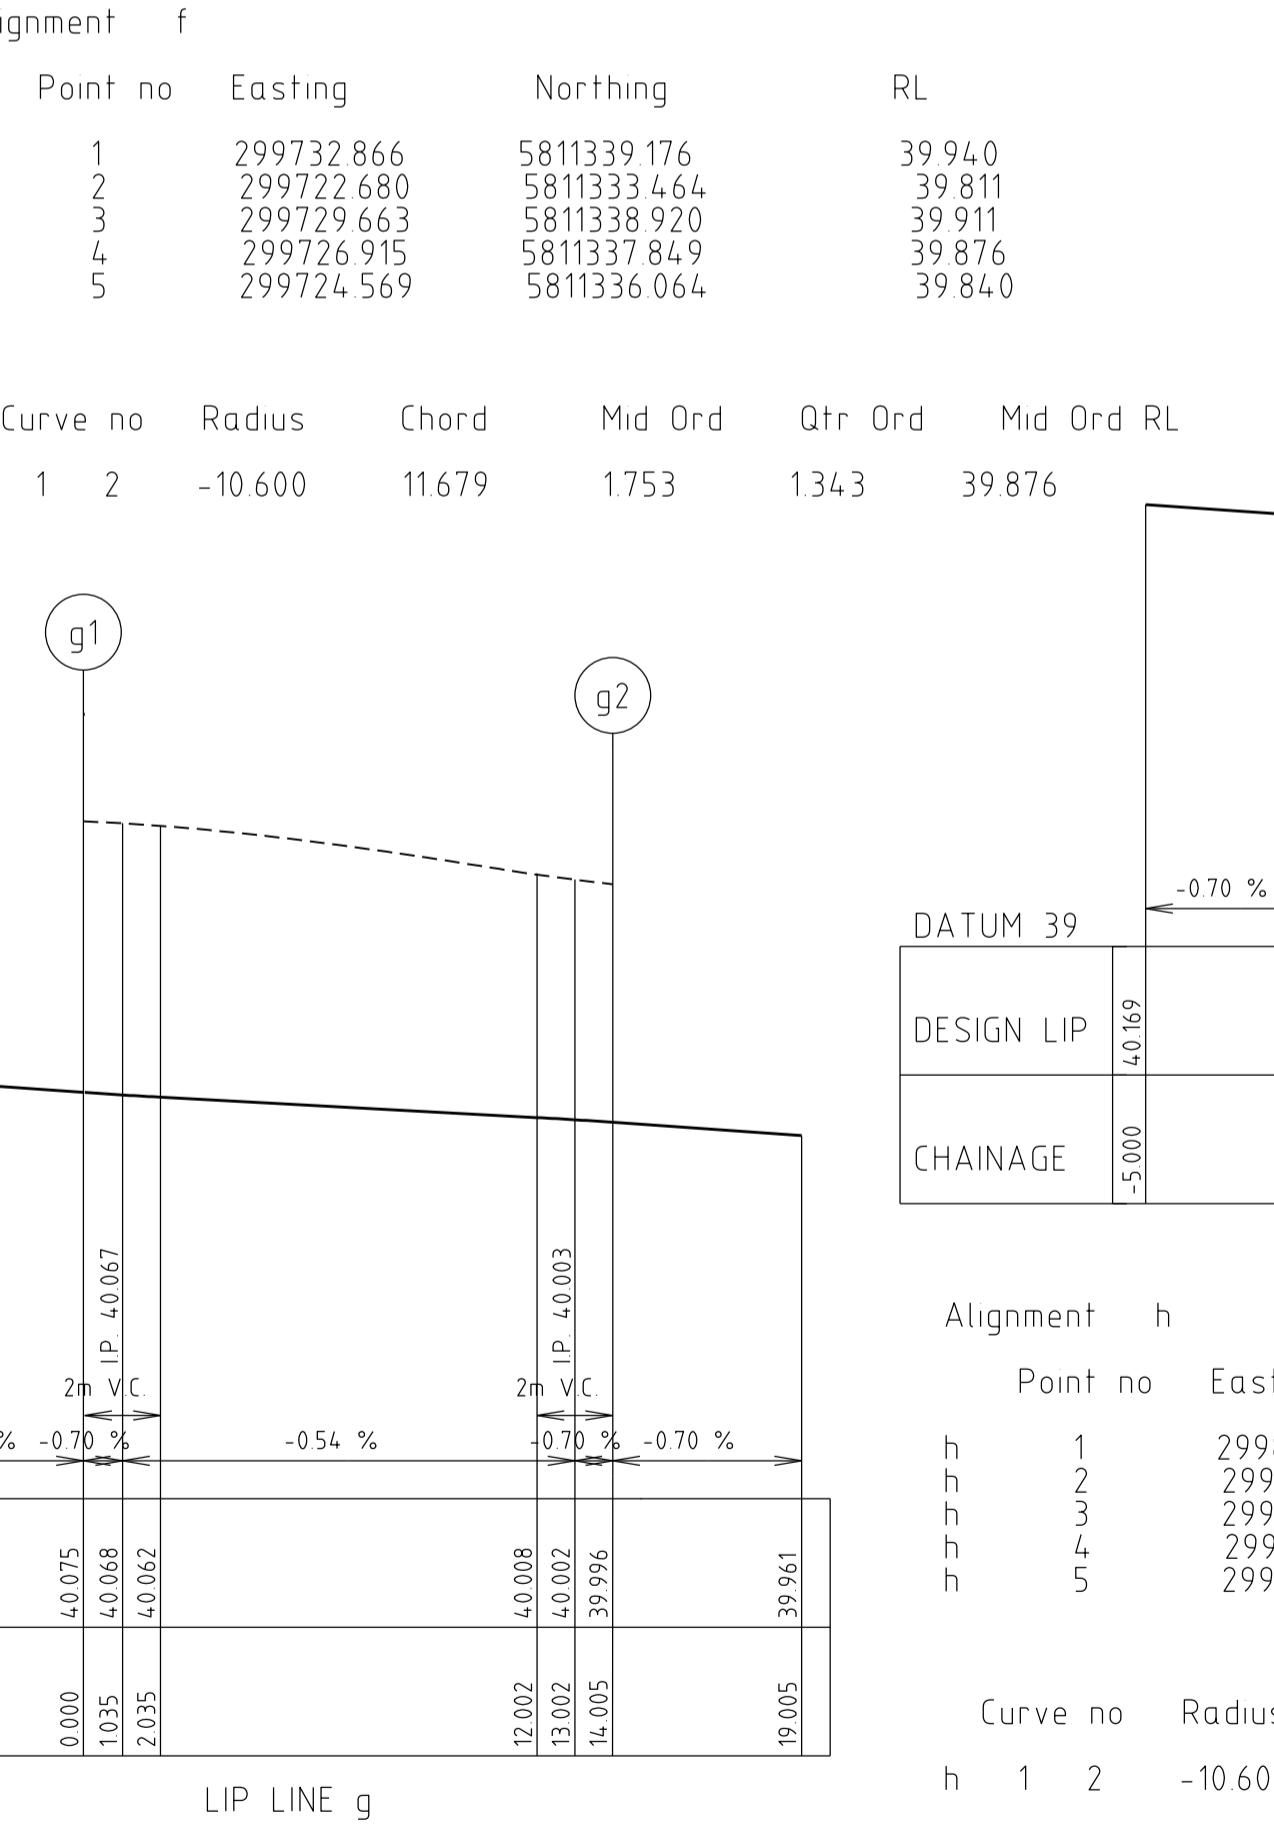 ignment f
Point no Easting Northing RL
1 299732.866 5811339.176 39.940
2 299722.680 5811333.464 39.811
3 299729.663 5811338.920 39.911
4 299726.915 5811337.849 39.876
5 299724.569 5811336.064 39.840
Curve no Radius Chord Mid Ord Qtr Ord Mid Ord RL
1 2 -10.600 11.679 1.753 1.343 39.876
g1
g2
I.P. 40.067
I.P. 40.003
2m V.C.
2m V.C.
% -0.70 % -0.54 % -0.70 % -0.70 %
40.075 40.068 40.062 40.008 40.002 39.996 39.961
0.000 1.035 2.035 12.002 13.002 14.005 19.005
LIP LINE g
-0.70 %
DATUM 39
DESIGN LIP 40.169
CHAINAGE -5.000
Alignment h
Point no East
h 1 299
h 2 299
h 3 299
h 4 299
h 5 299
Curve no Radius
h 1 2 -10.60